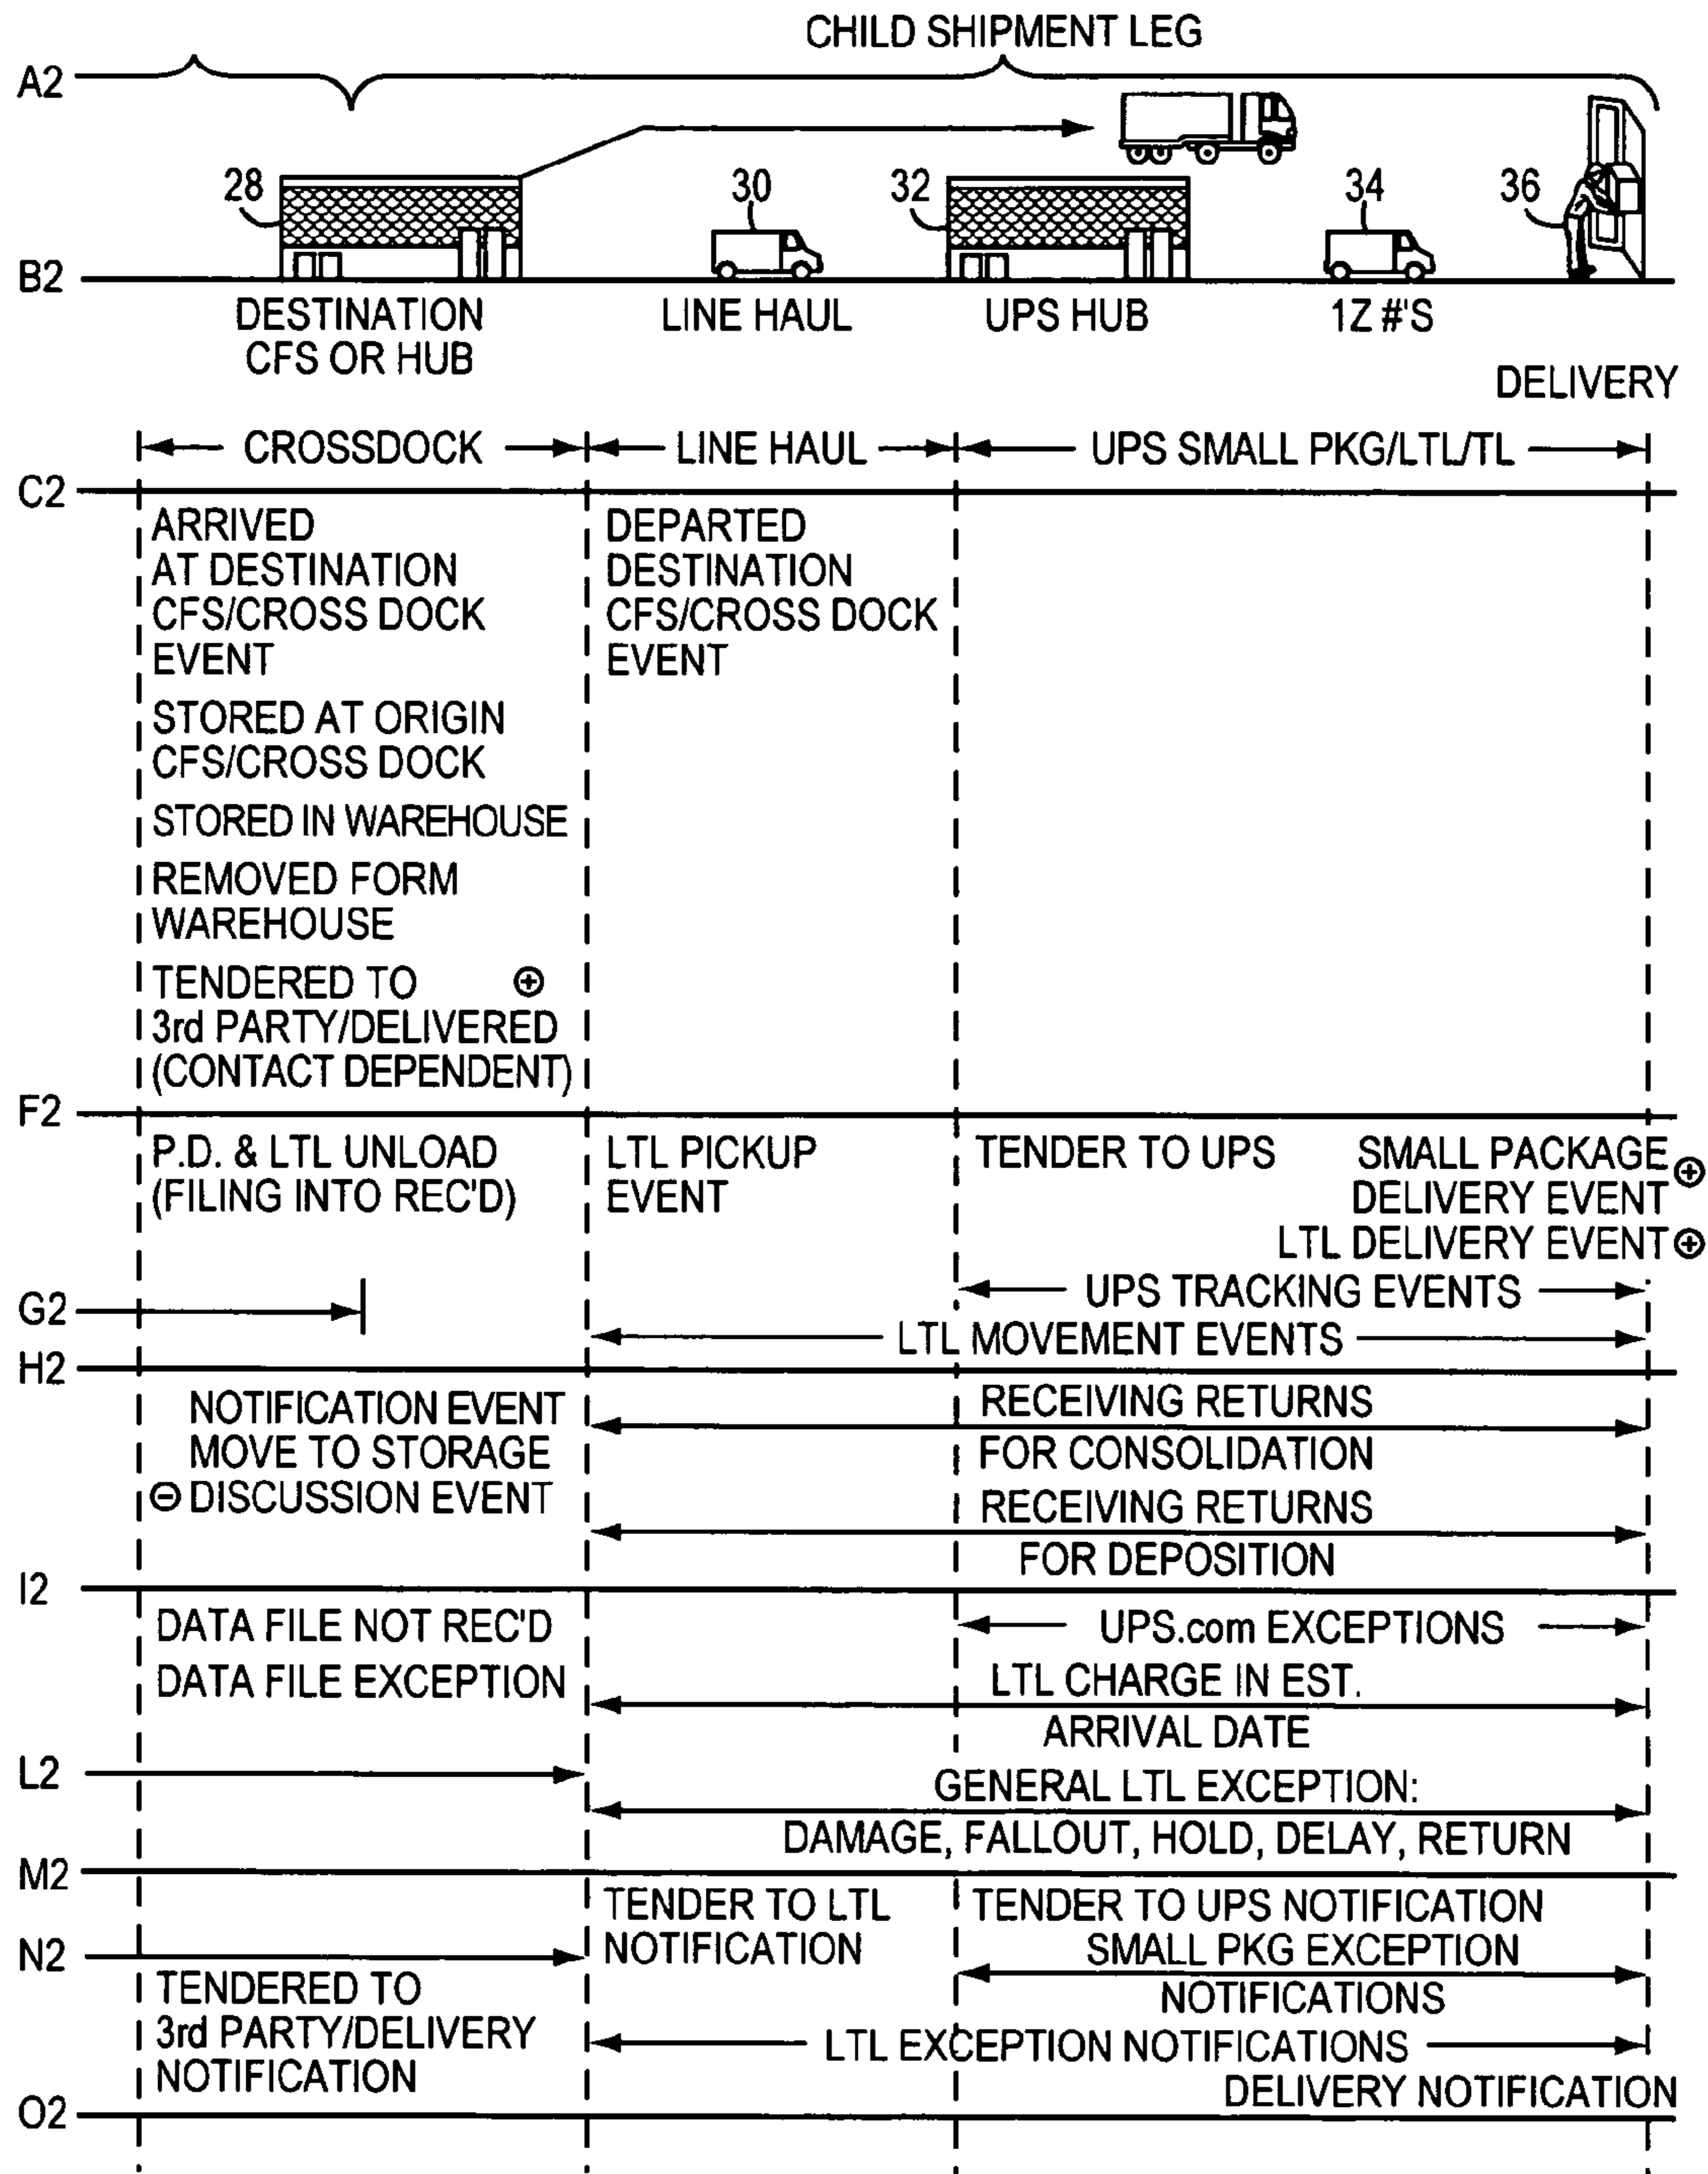 CHILD SHIPMENT LEG
A2
28
30
32
34
36
B2
DESTINATION
CFS OR HUB
LINE HAUL
UPS HUB
1Z #'S
DELIVERY
CROSSDOCK
LINE HAUL
UPS SMALL PKG/LTL/TL
C2
ARRIVED
AT DESTINATION
CFS/CROSS DOCK
EVENT
STORED AT ORIGIN
CFS/CROSS DOCK
STORED IN WAREHOUSE
REMOVED FORM
WAREHOUSE
TENDERED TO ⊕
3rd PARTY/DELIVERED
(CONTACT DEPENDENT)
DEPARTED
DESTINATION
CFS/CROSS DOCK
EVENT
F2
P.D. & LTL UNLOAD
(FILING INTO REC'D)
LTL PICKUP
EVENT
TENDER TO UPS
SMALL PACKAGE ⊕
DELIVERY EVENT
LTL DELIVERY EVENT ⊕
UPS TRACKING EVENTS
G2
LTL MOVEMENT EVENTS
H2
NOTIFICATION EVENT
MOVE TO STORAGE
⊖ DISCUSSION EVENT
RECEIVING RETURNS
FOR CONSOLIDATION
RECEIVING RETURNS
FOR DEPOSITION
I2
DATA FILE NOT REC'D
DATA FILE EXCEPTION
UPS.com EXCEPTIONS
LTL CHARGE IN EST.
ARRIVAL DATE
L2
GENERAL LTL EXCEPTION:
DAMAGE, FALLOUT, HOLD, DELAY, RETURN
M2
TENDER TO LTL
NOTIFICATION
TENDER TO UPS NOTIFICATION
SMALL PKG EXCEPTION
NOTIFICATIONS
N2
TENDERED TO
3rd PARTY/DELIVERY
NOTIFICATION
LTL EXCEPTION NOTIFICATIONS
DELIVERY NOTIFICATION
O2